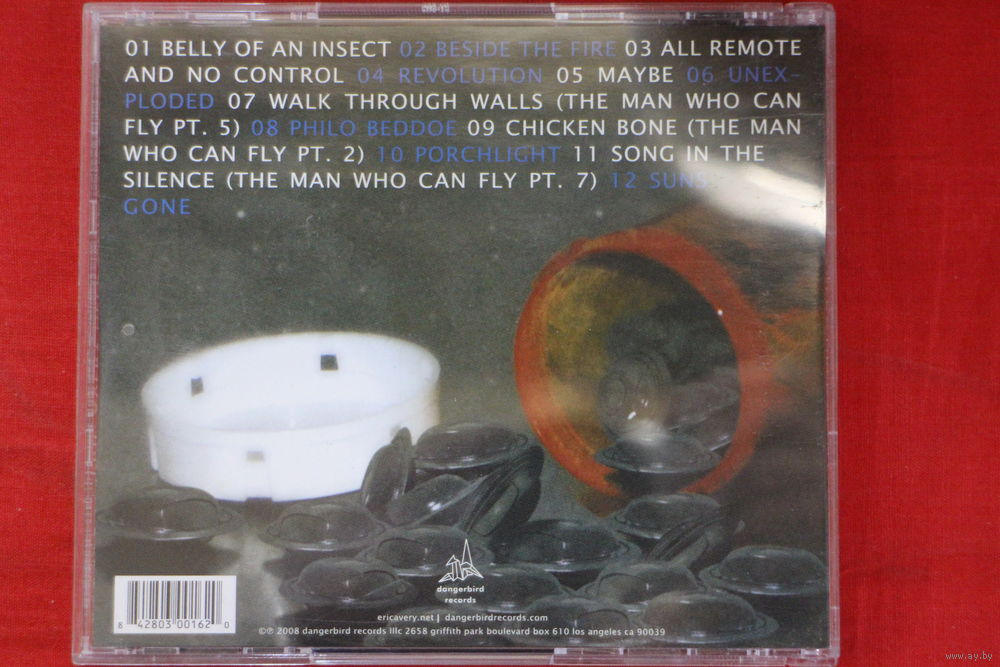 01 BELLY OF AN INSECT 02 BESIDE THE FIRE 03 ALL REMOTE
AND NO CONTROL 04 REVOLUTION 05 MAYBE 06 UNEX-
PLODED 07 WALK THROUGH WALLS (THE MAN WHO CAN
FLY PT. 5) 08 PHILO BEDDOE 09 CHICKEN BONE (THE MAN
WHO CAN FLY PT. 2) 10 PORCHLIGHT 11 SONG IN THE
SILENCE (THE MAN WHO CAN FLY PT. 7) 12 SUNS
GONE
dangerbird
records
8 42803 00162 0
ericavery.net | dangerbirdrecords.com
©℗ 2008 dangerbird records lllc 2658 griffith park boulevard box 610 los angeles ca 90039
www.ay.by